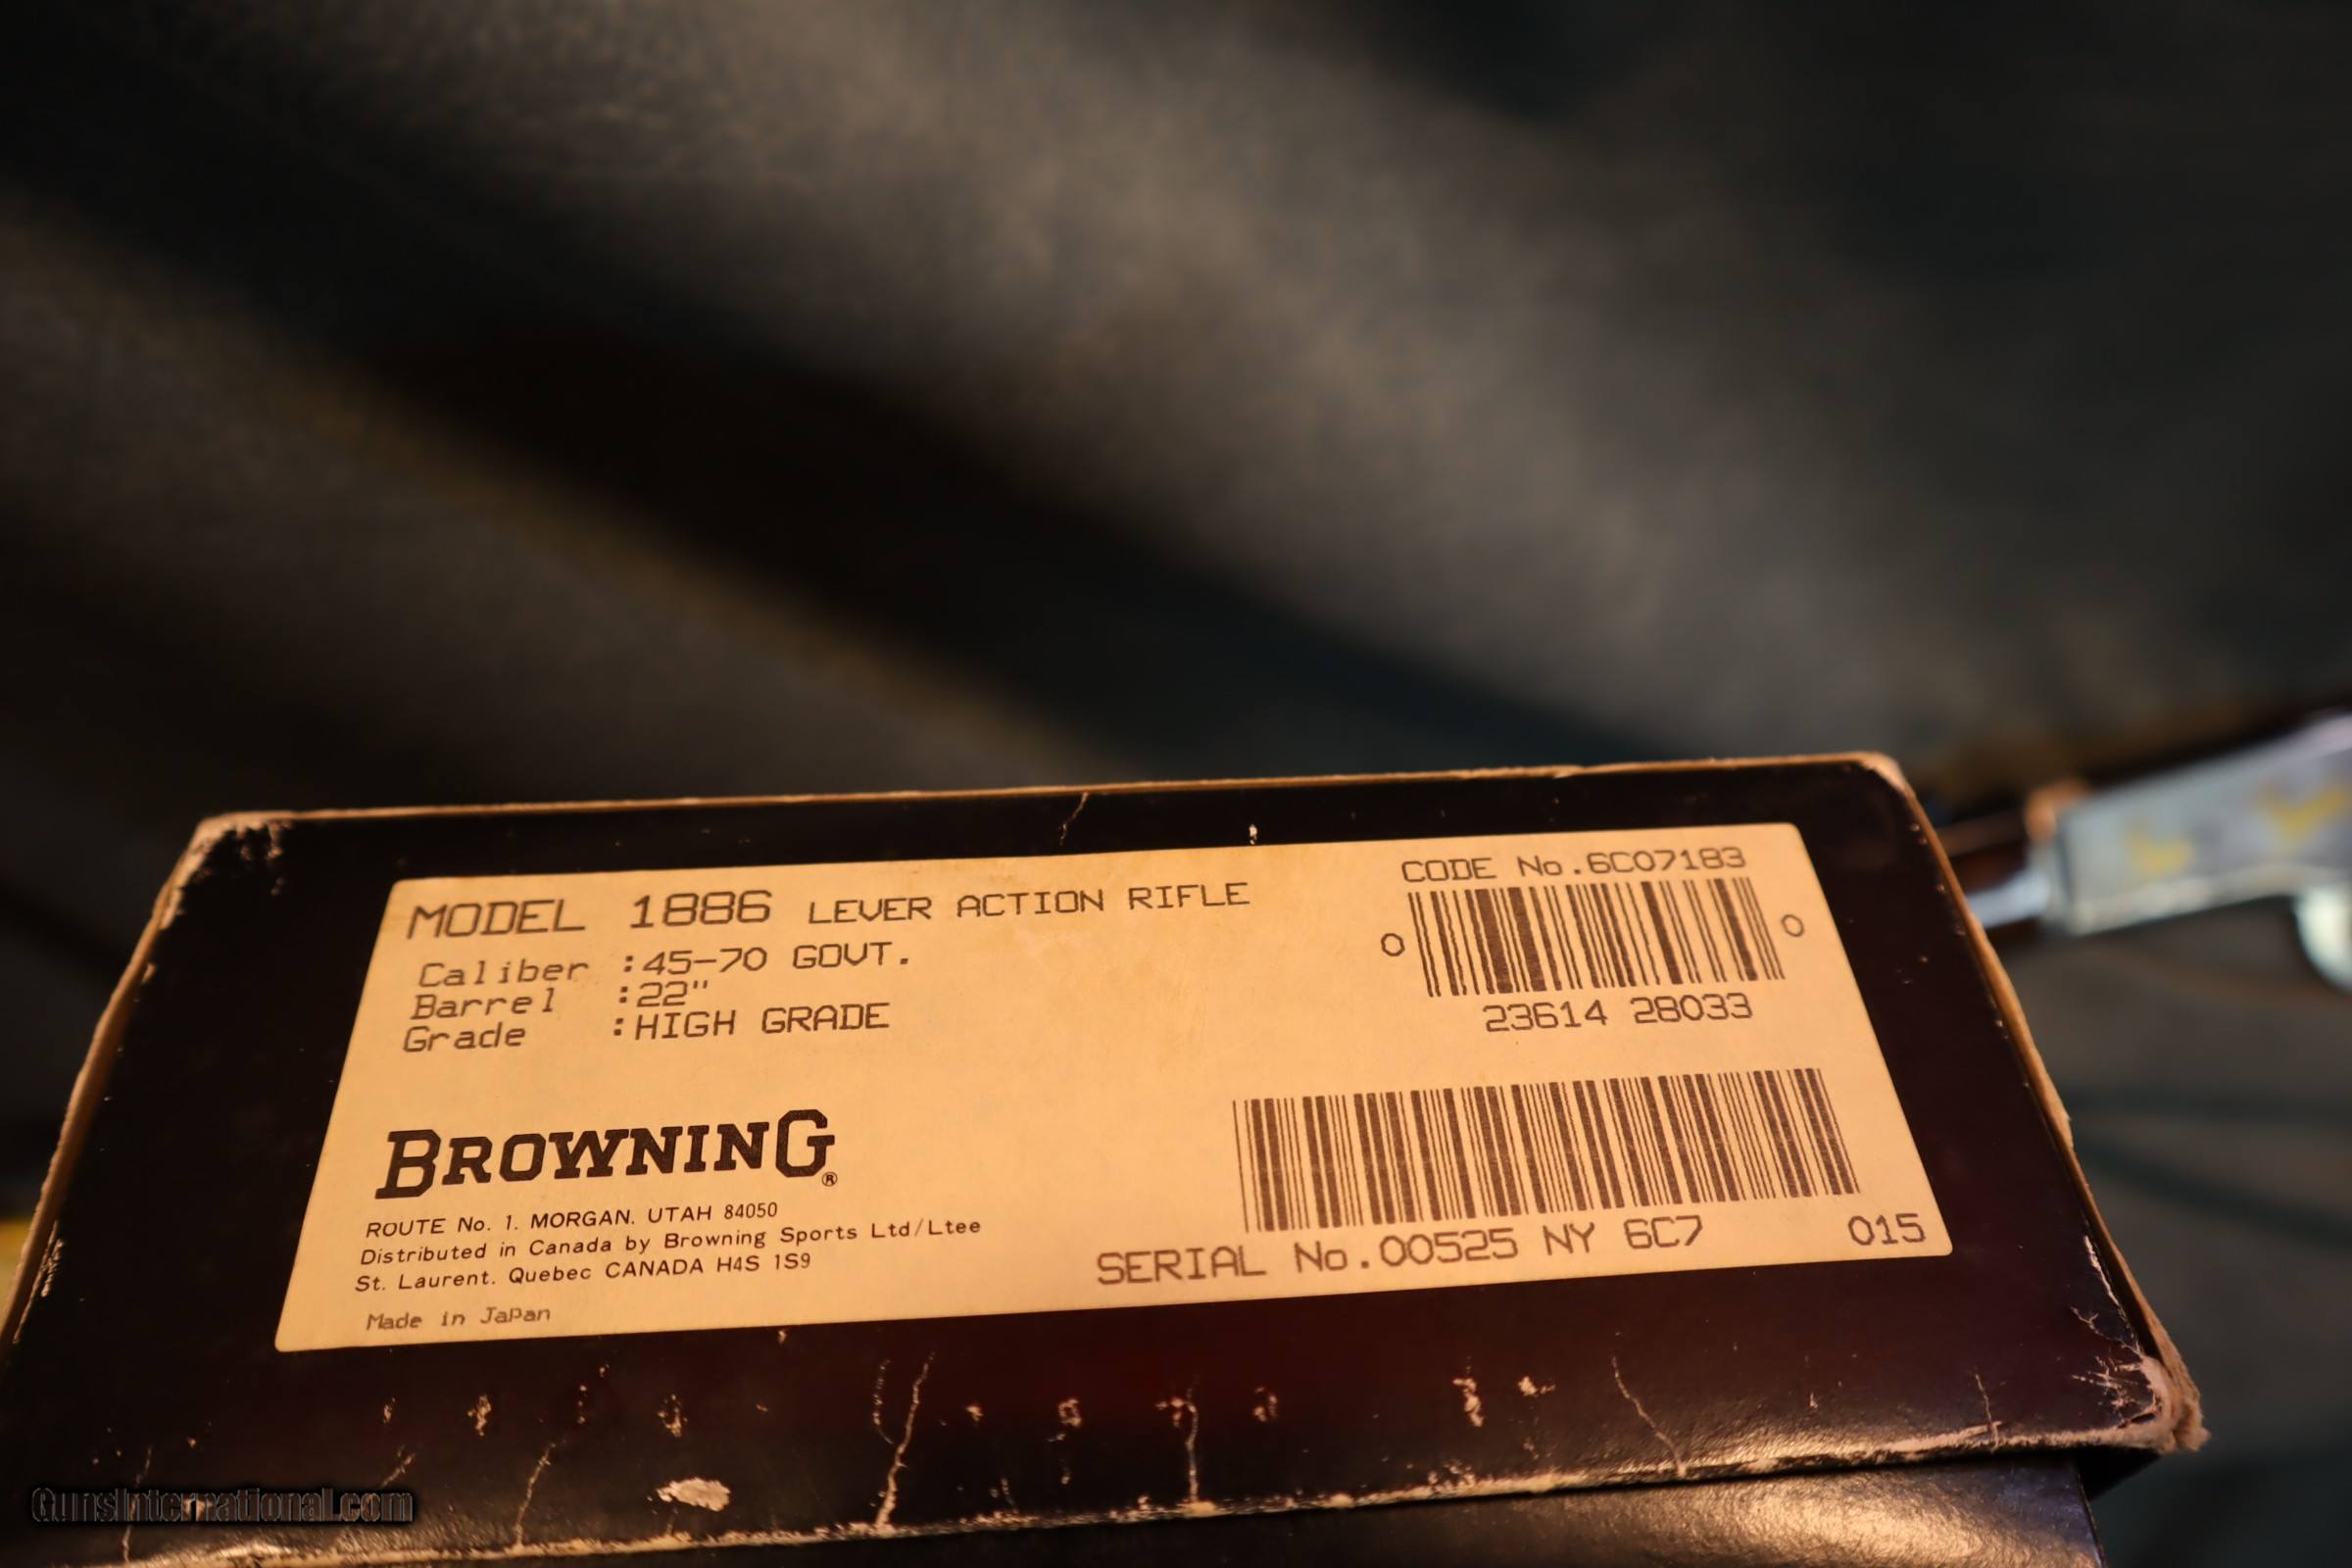 MODEL 1886 LEVER ACTION RIFLE
Caliber :45-70 GOVT.
Barrel :22"
Grade :HIGH GRADE
CODE No.6C07183
0 0
23614 28033
BROWNING®
ROUTE No. 1. MORGAN. UTAH 84050
Distributed in Canada by Browning Sports Ltd/Ltee
St. Laurent. Quebec CANADA H4S 1S9
Made in Japan
SERIAL No.00525 NY 6C7 015
GunsInternational.com